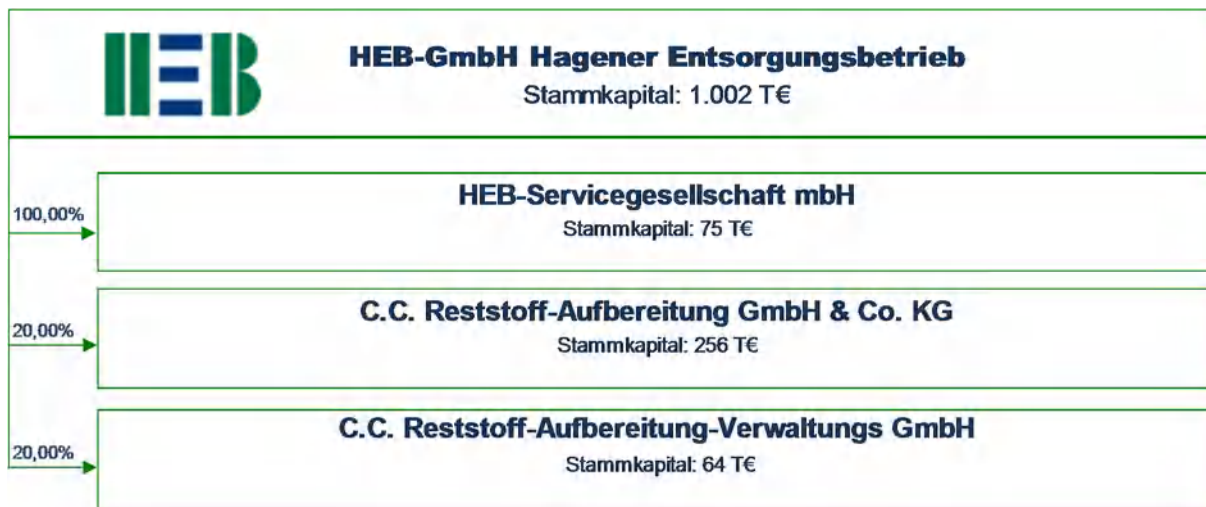 HEB
HEB-GmbH Hagener Entsorgungsbetrieb
Stammkapital: 1.002 T€
HEB-Servicegesellschaft mbH
100,00%
Stammkapital: 75 T€
C.C. Reststoff-Aufbereitung GmbH & Co. KG
20,00%
Stammkapital: 256 T€
C.C. Reststoff-Aufbereitung-Verwaltungs GmbH
20,00%
Stammkapital: 64 T€